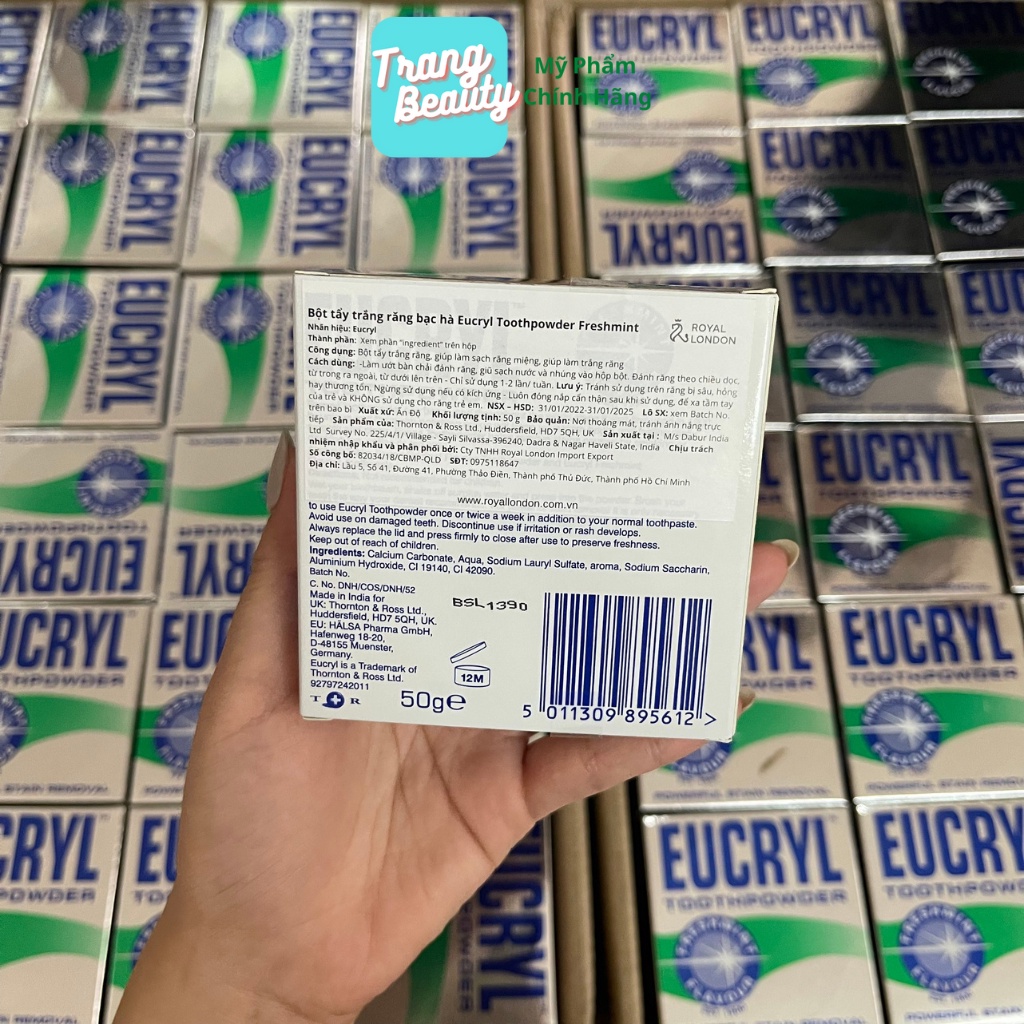 Trang
Beauty
Mỹ Phẩm
Chính Hãng
Bột tẩy trắng răng bạc hà Eucryl Toothpowder Freshmint
ROYAL
LONDON
Nhãn hiệu: Eucryl
Thành phần: Xem phần "ingredient" trên hộp
Công dụng: Bột tẩy trắng răng, giúp làm sạch răng miệng, giúp làm trắng răng
Cách dùng: -Làm ướt bàn chải đánh răng, giũ sạch nước và nhúng vào hộp bột. Đánh răng theo chiều dọc,
từ trong ra ngoài, từ dưới lên trên - Chỉ sử dụng 1-2 lần/ tuần. Lưu ý: Tránh sử dụng trên răng bị sâu, hỏng
hay thương tổn. Ngừng sử dụng nếu có kích ứng - Luôn đóng nắp cẩn thận sau khi sử dụng, để xa tầm tay
của trẻ và KHÔNG sử dụng cho răng trẻ em. NSX – HSD: 31/01/2022-31/01/2025 Lô SX: xem Batch No.
trên bao bì Xuất xứ: Ấn Độ Khối lượng tịnh: 50 g Bảo quản: Nơi thoáng mát, tránh ánh nắng trực
tiếp Sản phẩm của: Thornton & Ross Ltd., Huddersfield, HD7 5QH, UK Sản xuất tại : M/s Dabur India
Ltd Survey No. 225/4/1/ Village - Sayli Silvassa-396240, Dadra & Nagar Haveli State, India Chịu trách
nhiệm nhập khẩu và phân phối bởi: Cty TNHH Royal London Import Export
Số công bố: 82034/18/CBMP-QLD SĐT: 0975118647
Địa chỉ: Lầu 5, Số 41, Đường 41, Phường Thảo Điền, Thành phố Thủ Đức, Thành phố Hồ Chí Minh
www.royallondon.com.vn
to use Eucryl Toothpowder once or twice a week in addition to your normal toothpaste.
Avoid use on damaged teeth. Discontinue use if irritation or rash develops.
Always replace the lid and press firmly to close after use to preserve freshness.
Keep out of reach of children.
Ingredients: Calcium Carbonate, Aqua, Sodium Lauryl Sulfate, aroma, Sodium Saccharin,
Aluminium Hydroxide, CI 19140, CI 42090.
Batch No.
C. No. DNH/COS/DNH/52
Made in India for
UK: Thornton & Ross Ltd.,
Huddersfield, HD7 5QH, UK.
EU: HÄLSA Pharma GmbH,
Hafenweg 18-20,
D-48155 Muenster,
Germany.
Eucryl is a Trademark of
Thornton & Ross Ltd.
92797242011
T R
BSL1390
12M
50g℮
5 011309 895612 >
EUCRYL
TOOTHPOWDER
FRESHMINT
FLAVOUR
POWERFUL STAIN REMOVAL